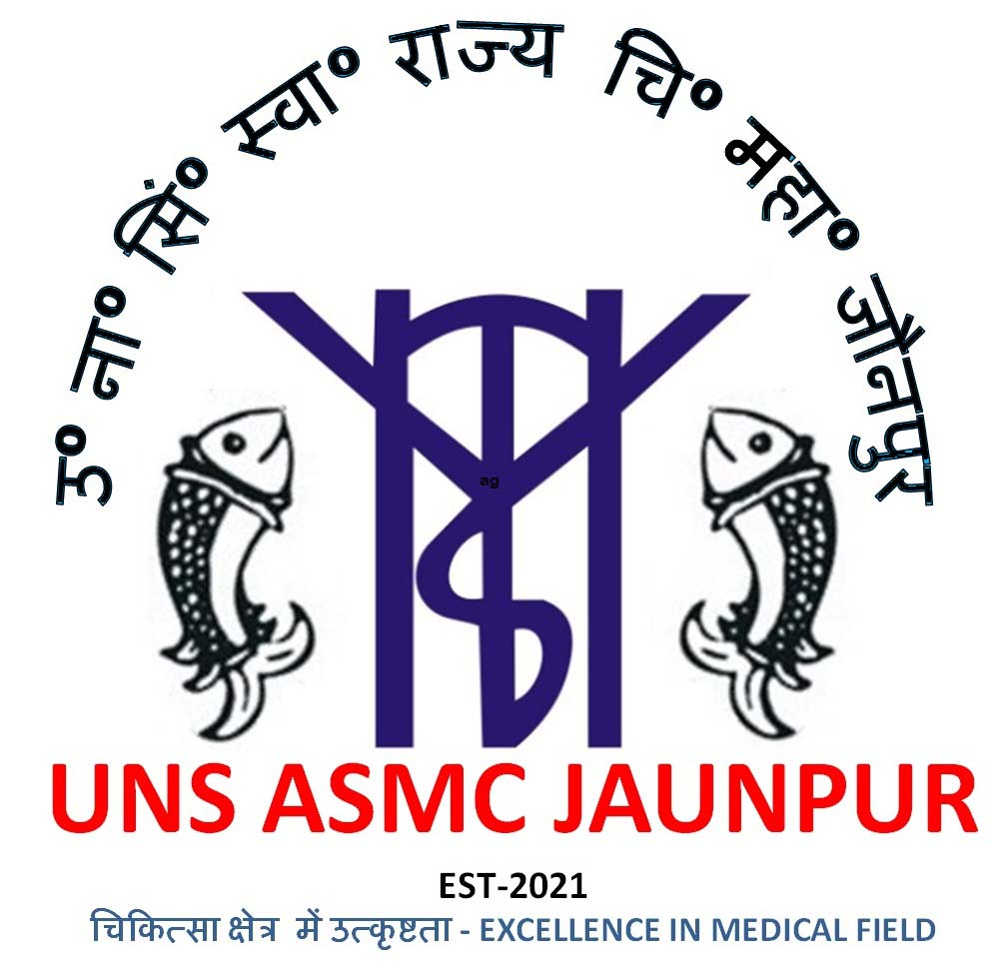 उ० ना० सिं० स्वा० राज्य चि० महा० जौनपुर
ag
UNS ASMC JAUNPUR
EST-2021
चिकित्सा क्षेत्र में उत्कृष्टता - EXCELLENCE IN MEDICAL FIELD